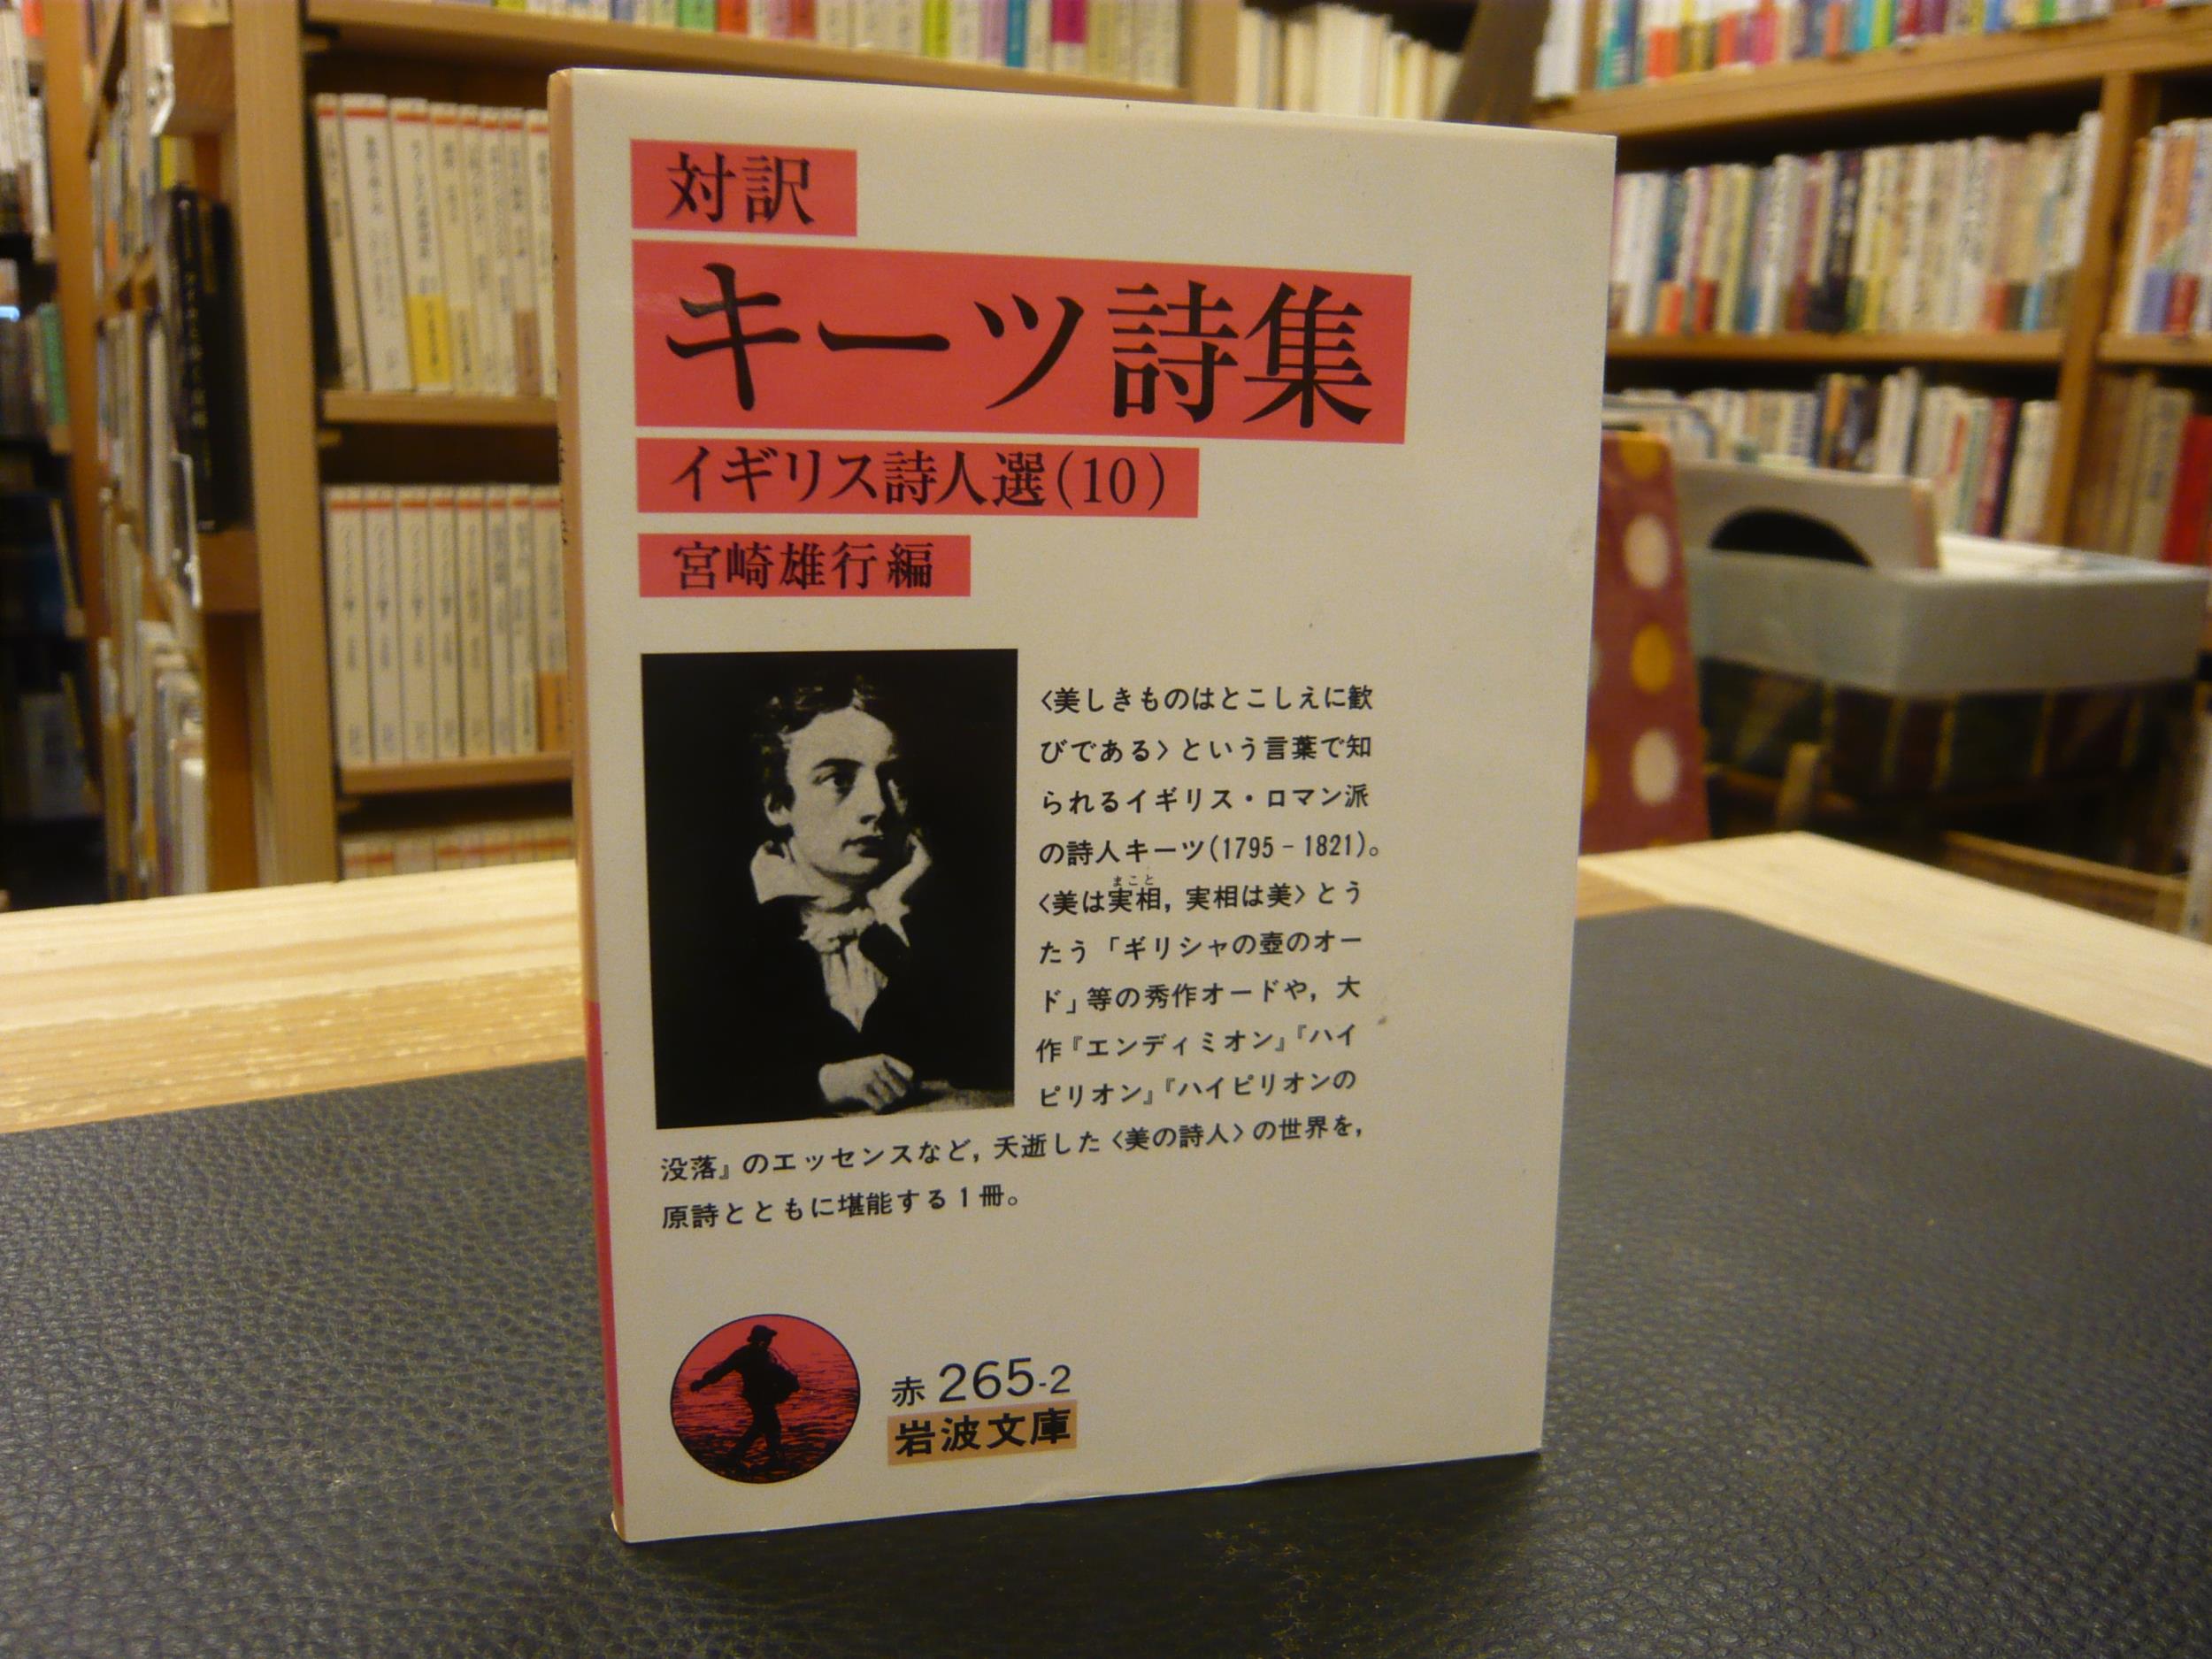 対訳
キーツ詩集
イギリス詩人選(10)
宮崎雄行編
〈美しきものはとこしえに歓
びである〉という言葉で知
られるイギリス・ロマン派
の詩人キーツ(1795-1821)。
まこと
〈美は実相，実相は美〉とう
たう「ギリシャの壺のオー
ド」等の秀作オードや，大
作『エンディミオン』『ハイ
ピリオン』『ハイピリオンの
没落』のエッセンスなど，夭逝した〈美の詩人〉の世界を，
原詩とともに堪能する1冊。
赤 265-2
岩波文庫